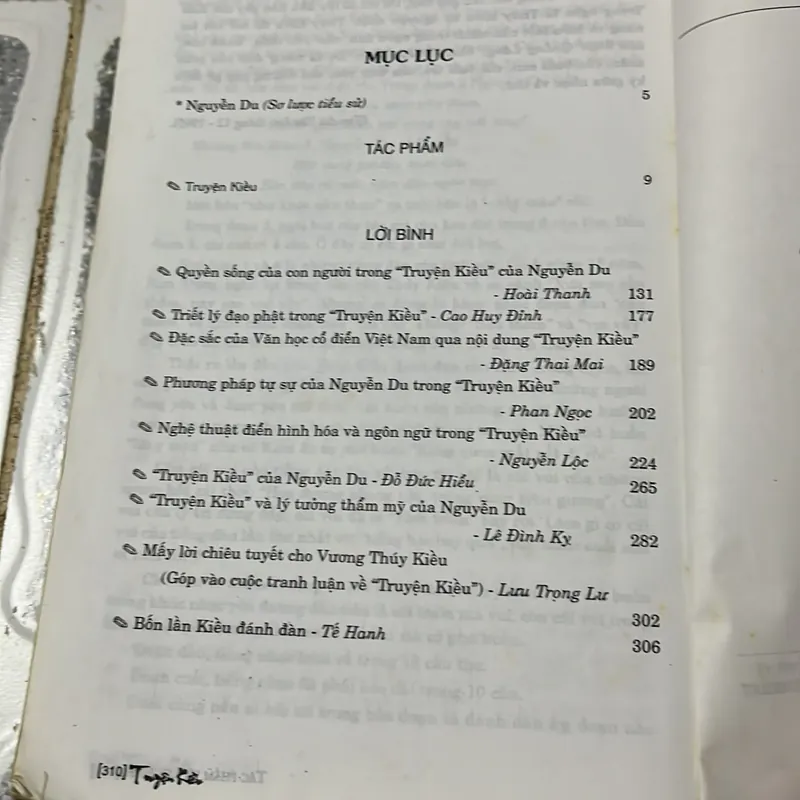 MỤC LỤC
* Nguyễn Du (Sơ lược tiểu sử) 5
TÁC PHẨM
✎ Truyện Kiều 9
LỜI BÌNH
✎ Quyền sống của con người trong “Truyện Kiều” của Nguyễn Du
- Hoài Thanh 131
✎ Triết lý đạo phật trong “Truyện Kiều” - Cao Huy Đỉnh 177
✎ Đặc sắc của Văn học cổ điển Việt Nam qua nội dung “Truyện Kiều”
- Đặng Thai Mai 189
✎ Phương pháp tự sự của Nguyễn Du trong “Truyện Kiều”
- Phan Ngọc 202
✎ Nghệ thuật điển hình hóa và ngôn ngữ trong “Truyện Kiều”
- Nguyễn Lộc 224
✎ “Truyện Kiều” của Nguyễn Du - Đỗ Đức Hiểu 265
✎ “Truyện Kiều” và lý tưởng thẩm mỹ của Nguyễn Du
- Lê Đình Kỵ 282
✎ Mấy lời chiêu tuyết cho Vương Thúy Kiều
(Góp vào cuộc tranh luận về “Truyện Kiều”) - Lưu Trọng Lư
302
✎ Bốn lần Kiều đánh đàn - Tế Hanh 306
[310] Truyện Kiều